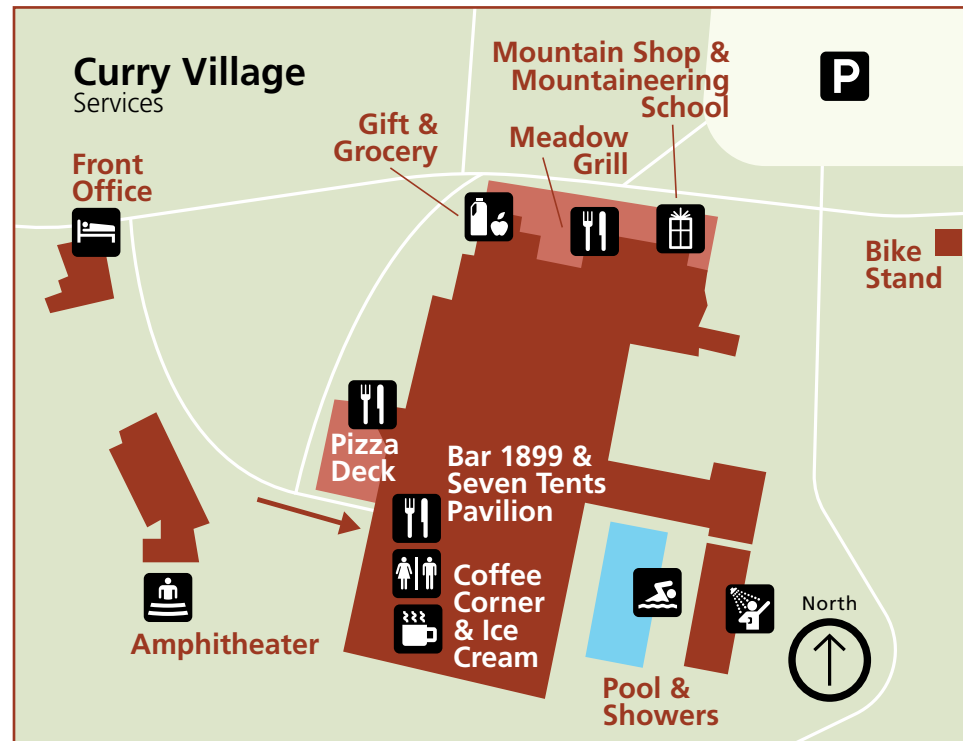 Curry Village
Services
Mountain Shop &
Mountaineering
School
P
Gift &
Grocery
Meadow
Grill
Front
Office
Bike
Stand
Pizza
Deck
Bar 1899 &
Seven Tents
Pavilion
Coffee
Corner
& Ice
Cream
Amphitheater
North
Pool &
Showers